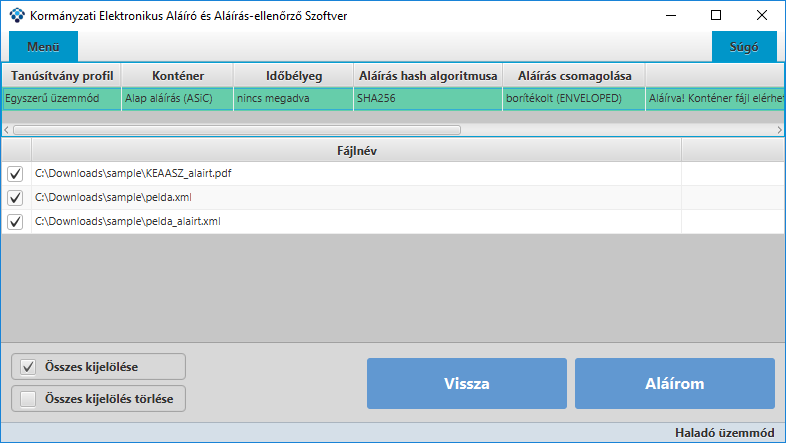 Kormányzati Elektronikus Aláíró és Aláírás-ellenőrző Szoftver
Menü Súgó
Tanúsítvány profil Konténer Időbélyeg Aláírás hash algoritmusa Aláírás csomagolása
Egyszerű üzemmód Alap aláírás (ASiC) nincs megadva SHA256 borítékolt (ENVELOPED) Aláírva! Konténer fájl elérhe
Fájlnév
C:\Downloads\sample\KEAASZ_alairt.pdf
C:\Downloads\sample\pelda.xml
C:\Downloads\sample\pelda_alairt.xml
Összes kijelölése
Összes kijelölés törlése
Vissza Aláírom
Haladó üzemmód